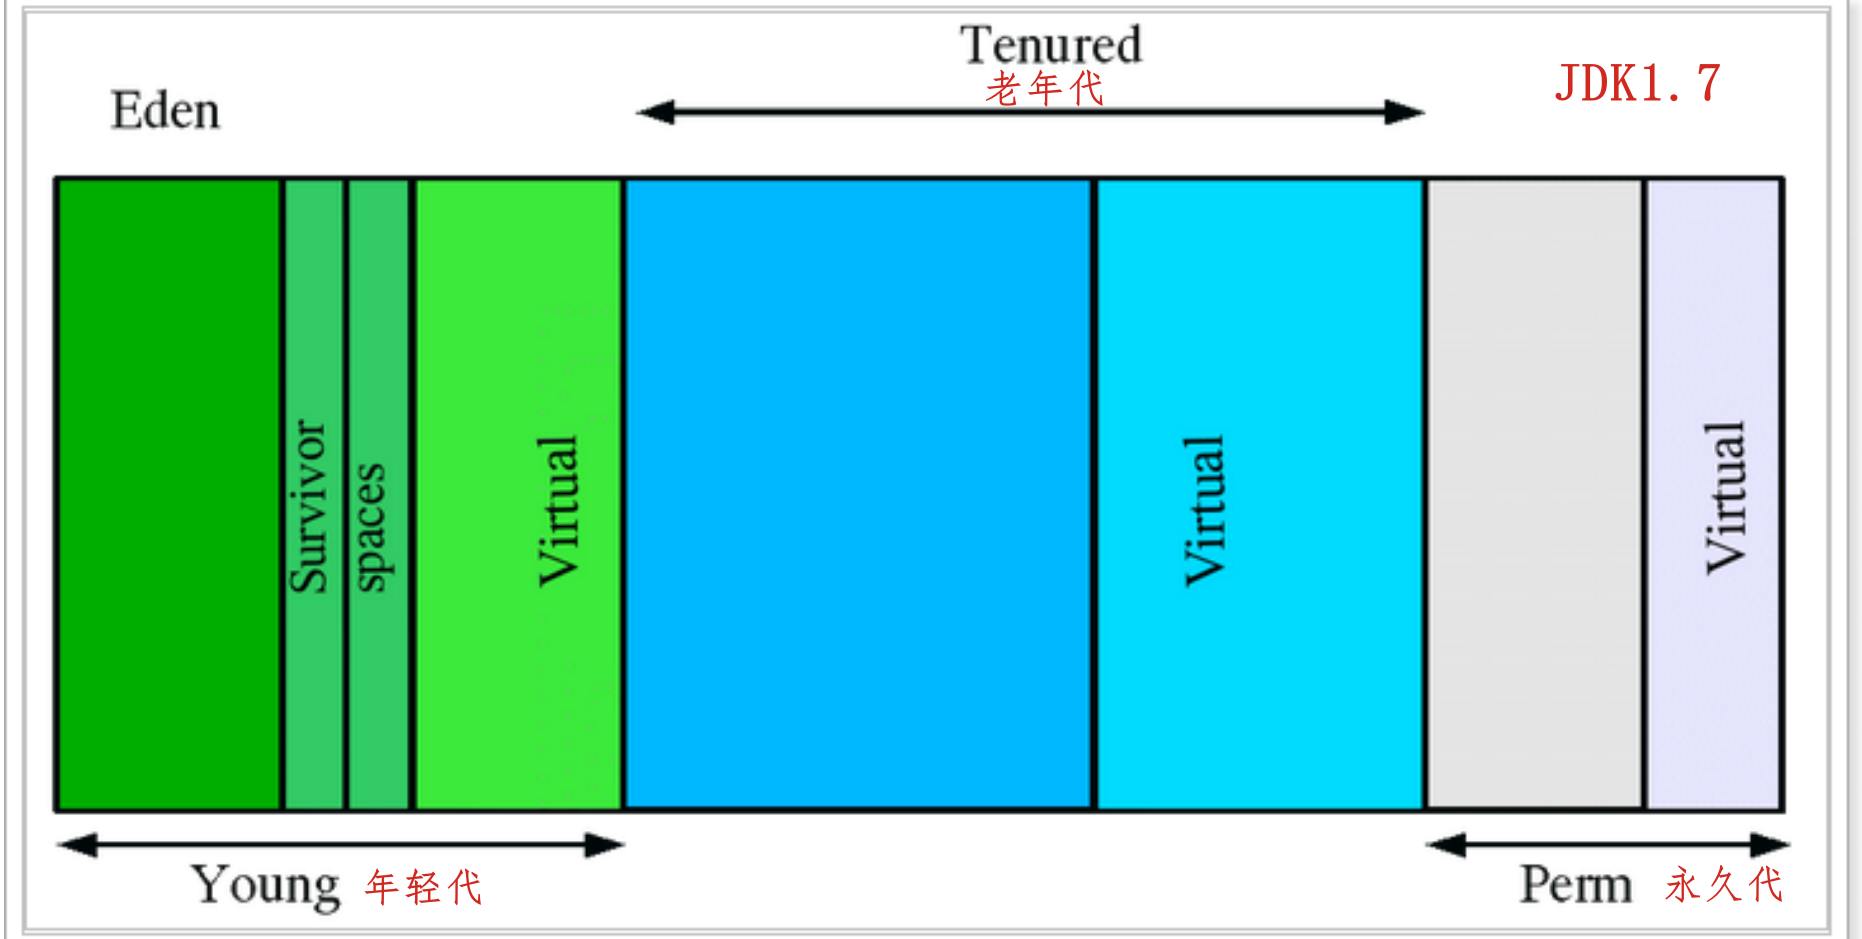 Tenured
老年代
JDK1.7
Eden
Survivor
spaces
Virtual
Virtual
Virtual
Young 年轻代
Perm 永久代